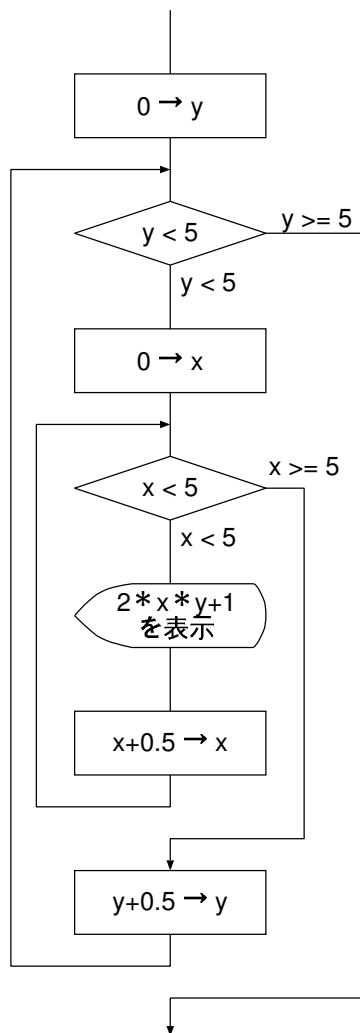 0 → y
y < 5
y >= 5
y < 5
0 → x
x < 5
x >= 5
x < 5
2＊x＊y+1
を表示
x+0.5 → x
y+0.5 → y